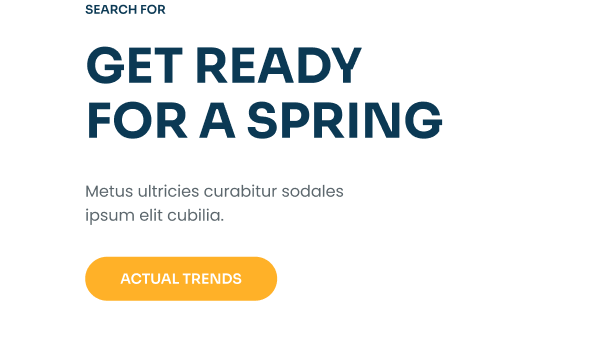 SEARCH FOR
GET READY
FOR A SPRING
Metus ultricies curabitur sodales
ipsum elit cubilia.
ACTUAL TRENDS